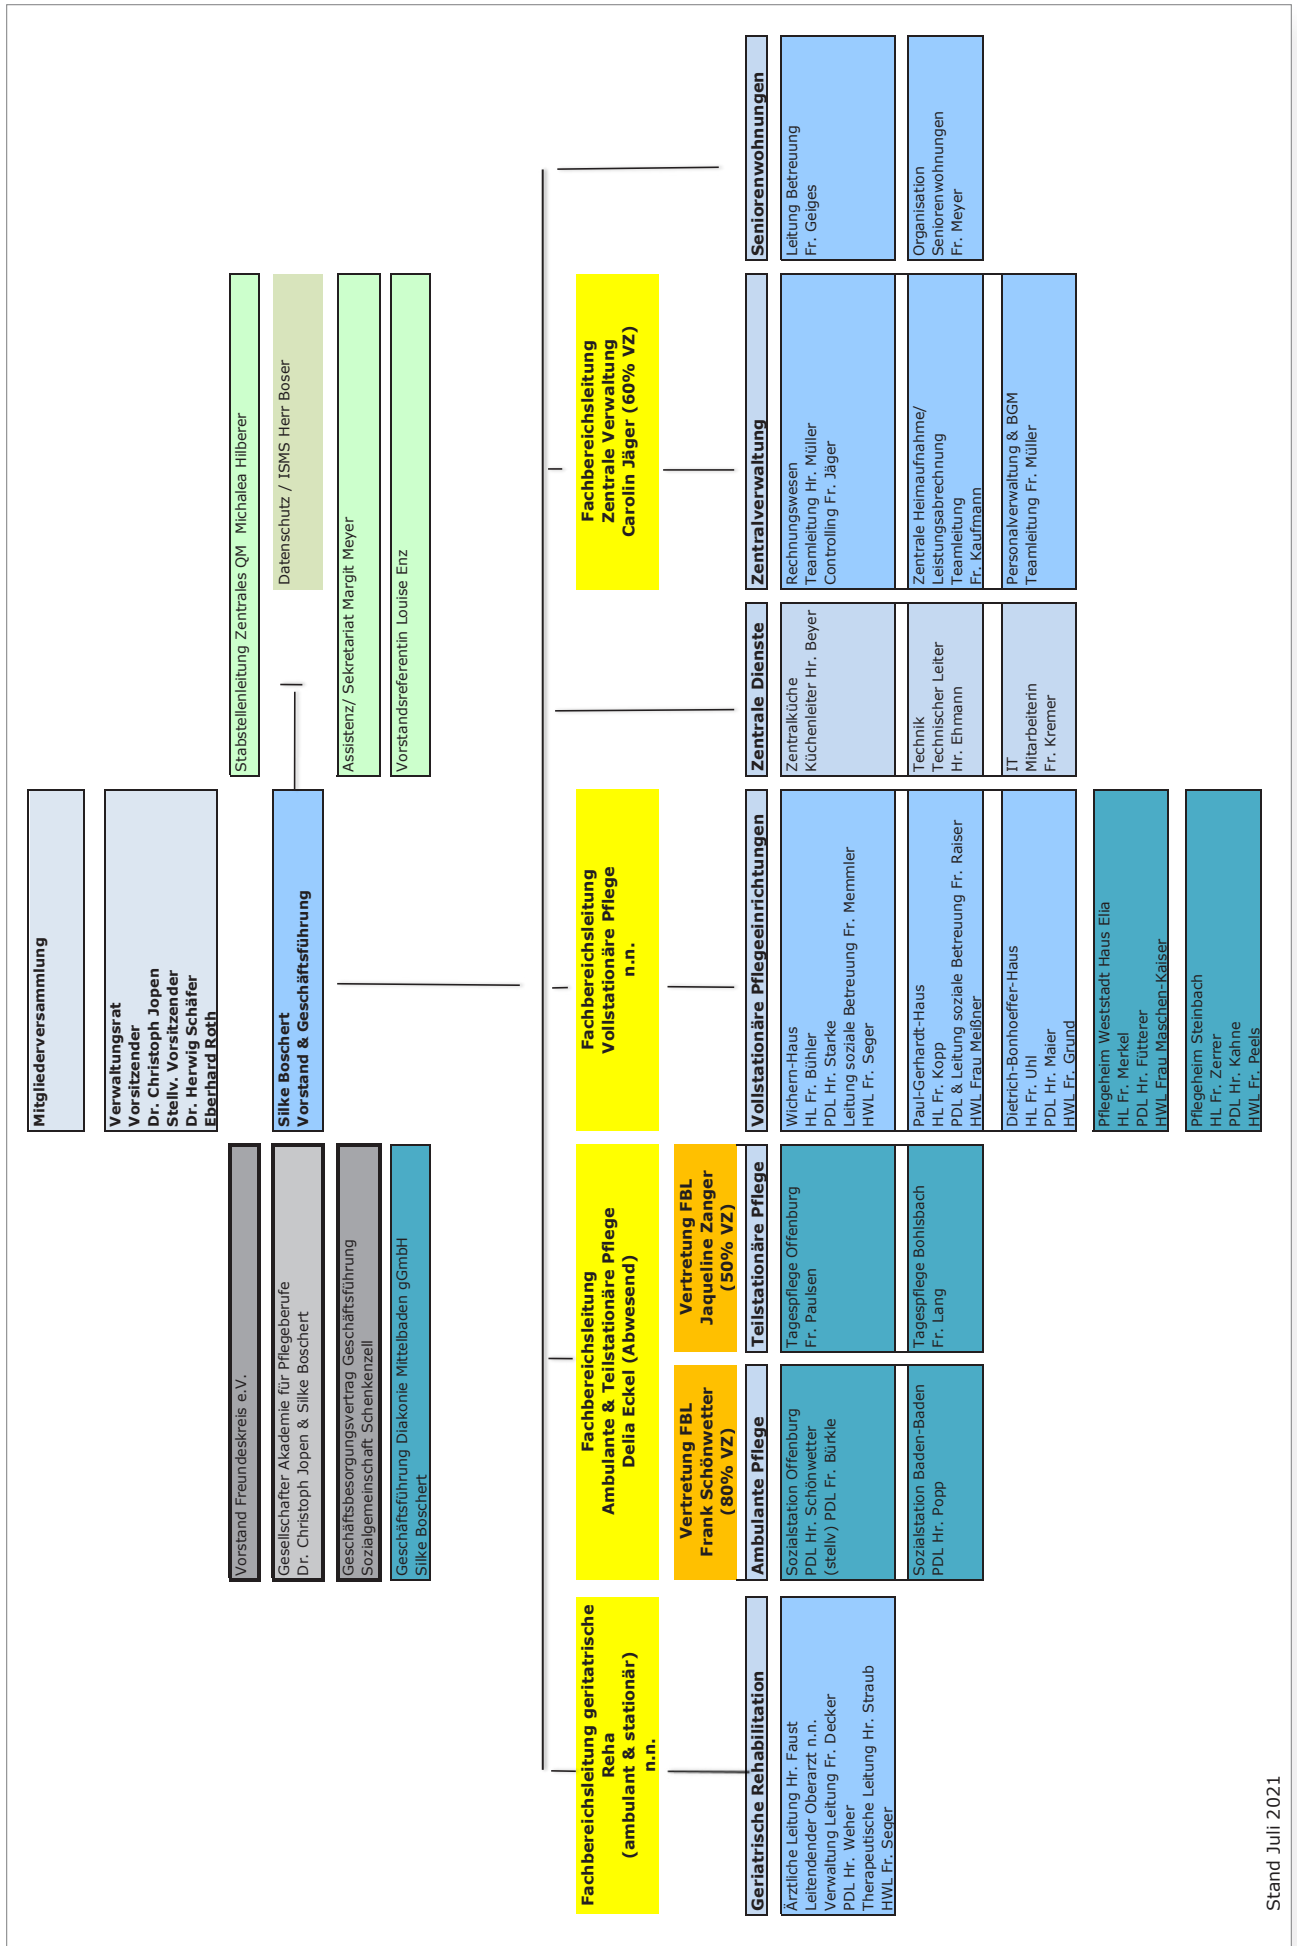 Mitgliederversammlung
Verwaltungsrat
Vorsitzender
Dr. Christoph Jopen
Stellv. Vorsitzender
Dr. Herwig Schäfer
Eberhard Roth
Vorstand Freundeskreis e.V.
Stabstellenleitung Zentrales QM  Michalea Hilberer
Gesellschafter Akademie für Pflegeberufe
Dr. Christoph Jopen & Silke Boschert
Silke Boschert
Vorstand & Geschäftsführung
Datenschutz / ISMS Herr Boser
Geschäftsbesorgungsvertrag Geschäftsführung
Sozialgemeinschaft Schenkenzell
Assistenz/ Sekretariat Margit Meyer
Geschäftsführung Diakonie Mittelbaden gGmbH
Silke Boschert
Vorstandsreferentin Louise Enz
Fachbereichsleitung geritatrische
Reha
(ambulant & stationär)
n.n.
Fachbereichsleitung
Ambulante & Teilstationäre Pflege
Delia Eckel (Abwesend)
Fachbereichsleitung
Vollstationäre Pflege
n.n.
Fachbereichsleitung
Zentrale Verwaltung
Carolin Jäger (60% VZ)
Vertretung FBL
Frank Schönwetter
(80% VZ)
Vertretung FBL
Jaqueline Zanger
(50% VZ)
Geriatrische Rehabilitation
Ärztliche Leitung Hr. Faust
Leitendender Oberarzt n.n.
Verwaltung Leitung Fr. Decker
PDL Hr. Weher
Therapeutische Leitung Hr. Straub
HWL Fr. Seger
Ambulante Pflege
Sozialstation Offenburg
PDL Hr. Schönwetter
(stellv) PDL Fr. Bürkle
Sozialstation Baden-Baden
PDL Hr. Popp
Teilstationäre Pflege
Tagespflege Offenburg
Fr. Paulsen
Tagespflege Bohlsbach
Fr. Lang
Vollstationäre Pflegeeinrichtungen
Wichern-Haus
HL Fr. Bühler
PDL Hr. Starke
Leitung soziale Betreuung Fr. Memmler
HWL Fr. Seger
Paul-Gerhardt-Haus
HL Fr. Kopp
PDL & Leitung soziale Betreuung Fr. Raiser
HWL Frau Meißner
Dietrich-Bonhoeffer-Haus
HL Fr. Uhl
PDL Hr. Maier
HWL Fr. Grund
Pflegeheim Weststadt Haus Elia
HL Fr. Merkel
PDL Hr. Fütterer
HWL Frau Maschen-Kaiser
Pflegeheim Steinbach
HL Fr. Zerrer
PDL Hr. Kahne
HWL Fr. Peels
Zentrale Dienste
Zentralküche
Küchenleiter Hr. Beyer
Technik
Technischer Leiter
Hr. Ehmann
IT
Mitarbeiterin
Fr. Kremer
Zentralverwaltung
Rechnungswesen
Teamleitung Hr. Müller
Controlling Fr. Jäger
Zentrale Heimaufnahme/
Leistungsabrechnung
Teamleitung
Fr. Kaufmann
Personalverwaltung & BGM
Teamleitung Fr. Müller
Seniorenwohnungen
Leitung Betreuung
Fr. Geiges
Organisation
Seniorenwohnungen
Fr. Meyer
Stand Juli 2021